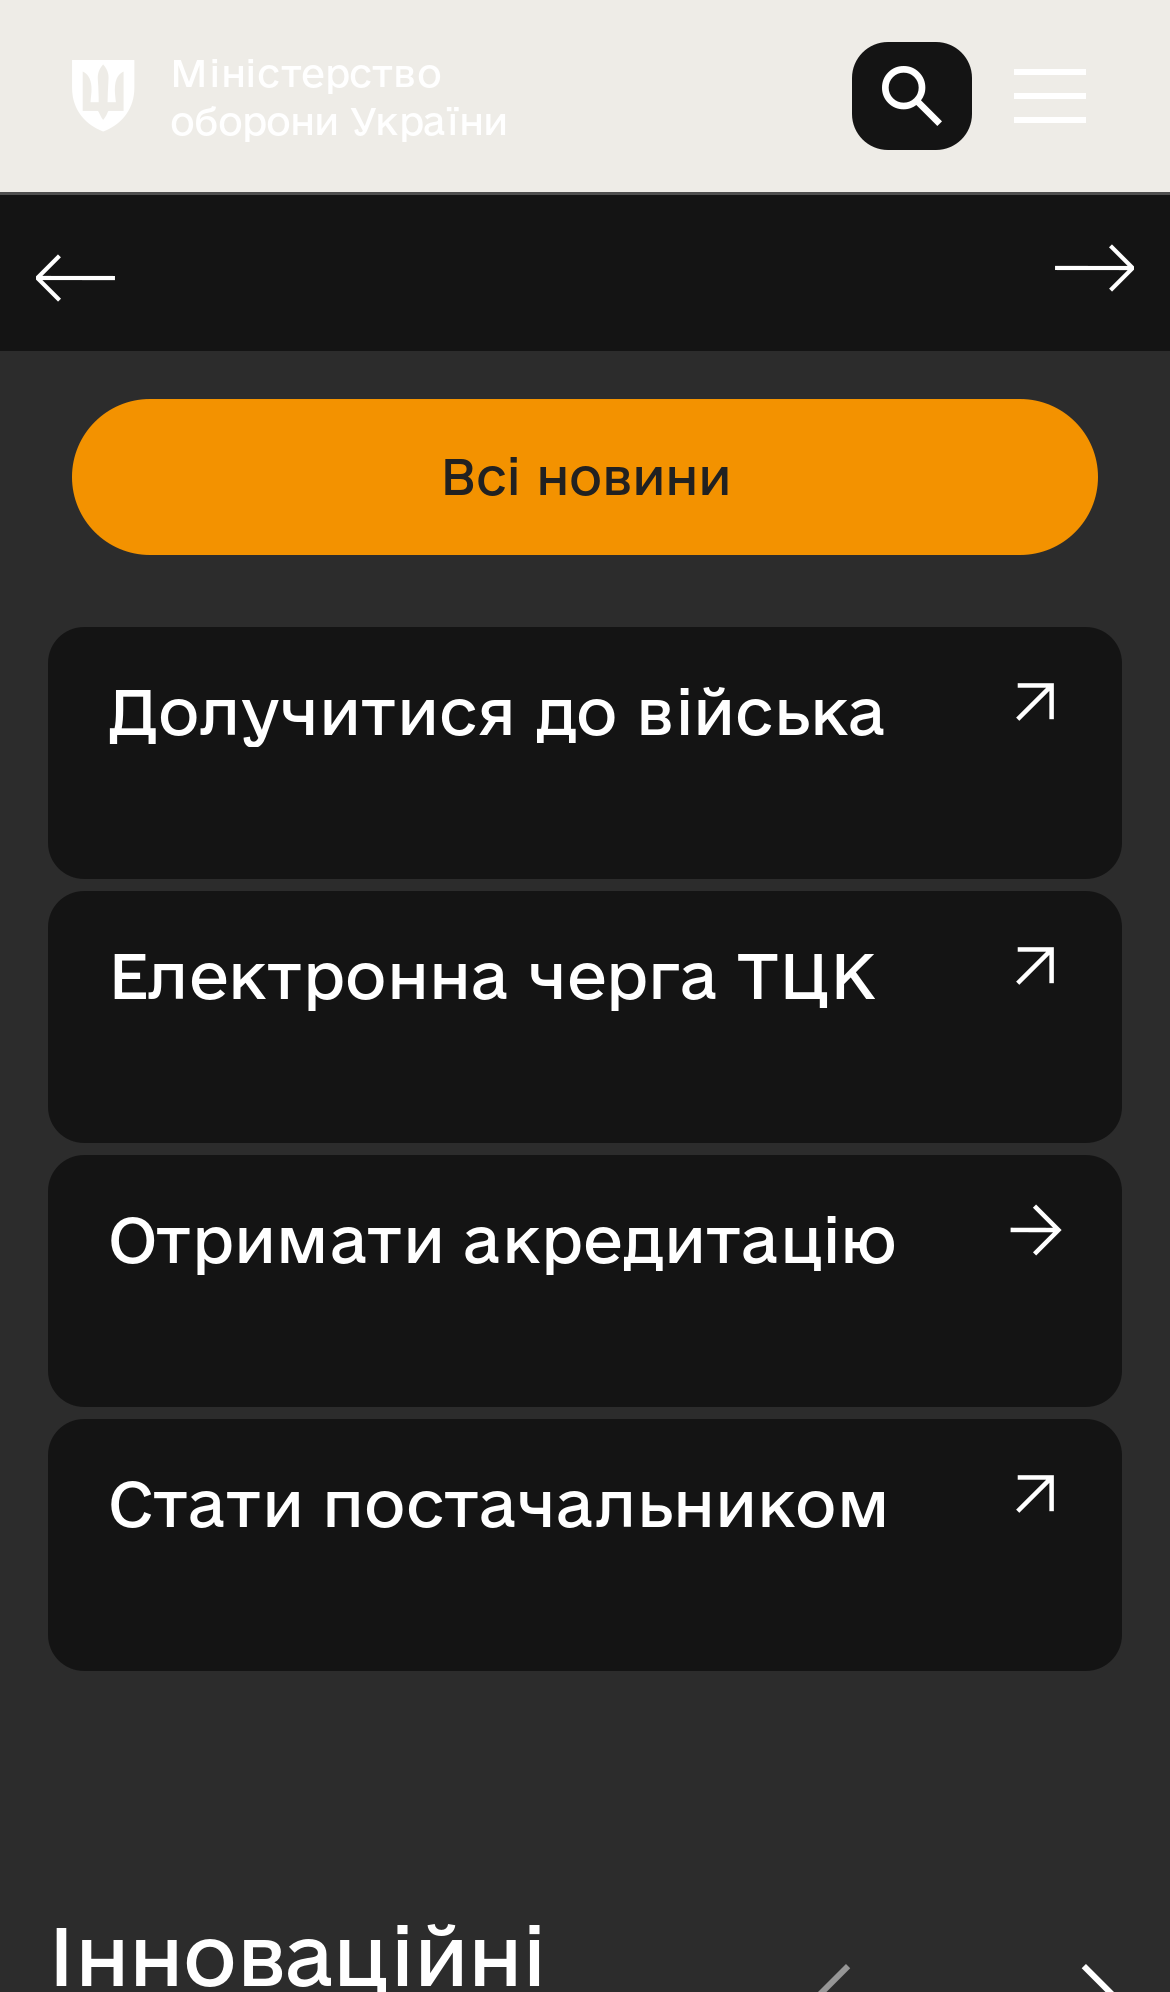 Міністерство
оборони України
Всі новини
Долучитися до війська
Електронна черга ТЦК
Отримати акредитацію
Стати постачальником
Інноваційні